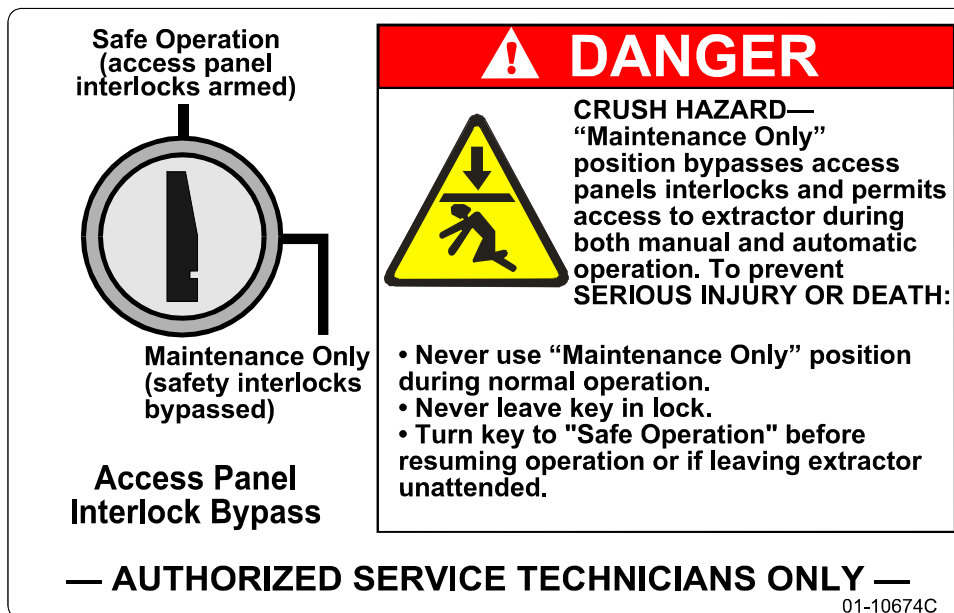 Safe Operation
(access panel
interlocks armed)
Maintenance Only
(safety interlocks
bypassed)
Access Panel
Interlock Bypass
DANGER
CRUSH HAZARD—
“Maintenance Only”
position bypasses access
panels interlocks and permits
access to extractor during
both manual and automatic
operation. To prevent
SERIOUS INJURY OR DEATH:
• Never use “Maintenance Only” position
during normal operation.
• Never leave key in lock.
• Turn key to "Safe Operation" before
resuming operation or if leaving extractor
unattended.
— AUTHORIZED SERVICE TECHNICIANS ONLY —
01-10674C